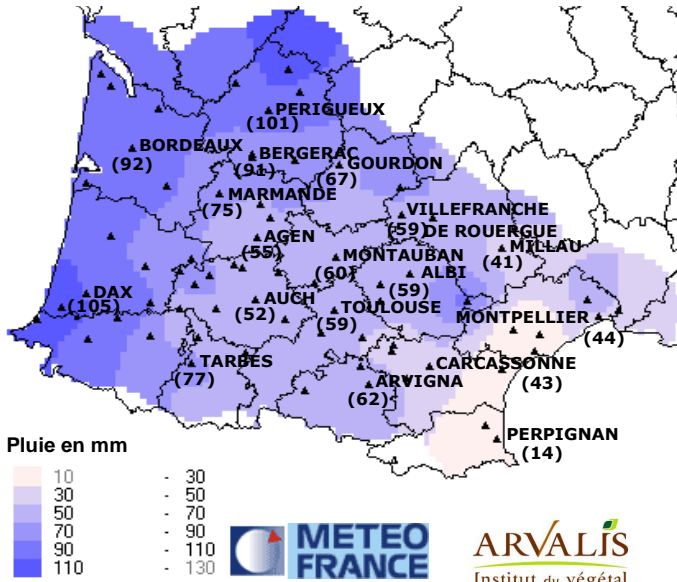 PERIGUEUX
(101)
BORDEAUX
(92)
BERGERAC
(91)
GOURDON
(67)
MARMANDE
(75)
VILLEFRANCHE
(59) DE ROUERGUE
AGEN
(55)
MILLAU
(41)
MONTAUBAN
(60)
ALBI
(59)
DAX
(105)
AUCH
(52)
TOULOUSE
(59)
MONTPELLIER
(44)
TARBES
(77)
ARVIGNA
(62)
CARCASSONNE
(43)
PERPIGNAN
(14)
Pluie en mm
10 - 30
30 - 50
50 - 70
70 - 90
90 - 110
110 - 130
METEO
FRANCE
ARVALIS
Institut du végétal